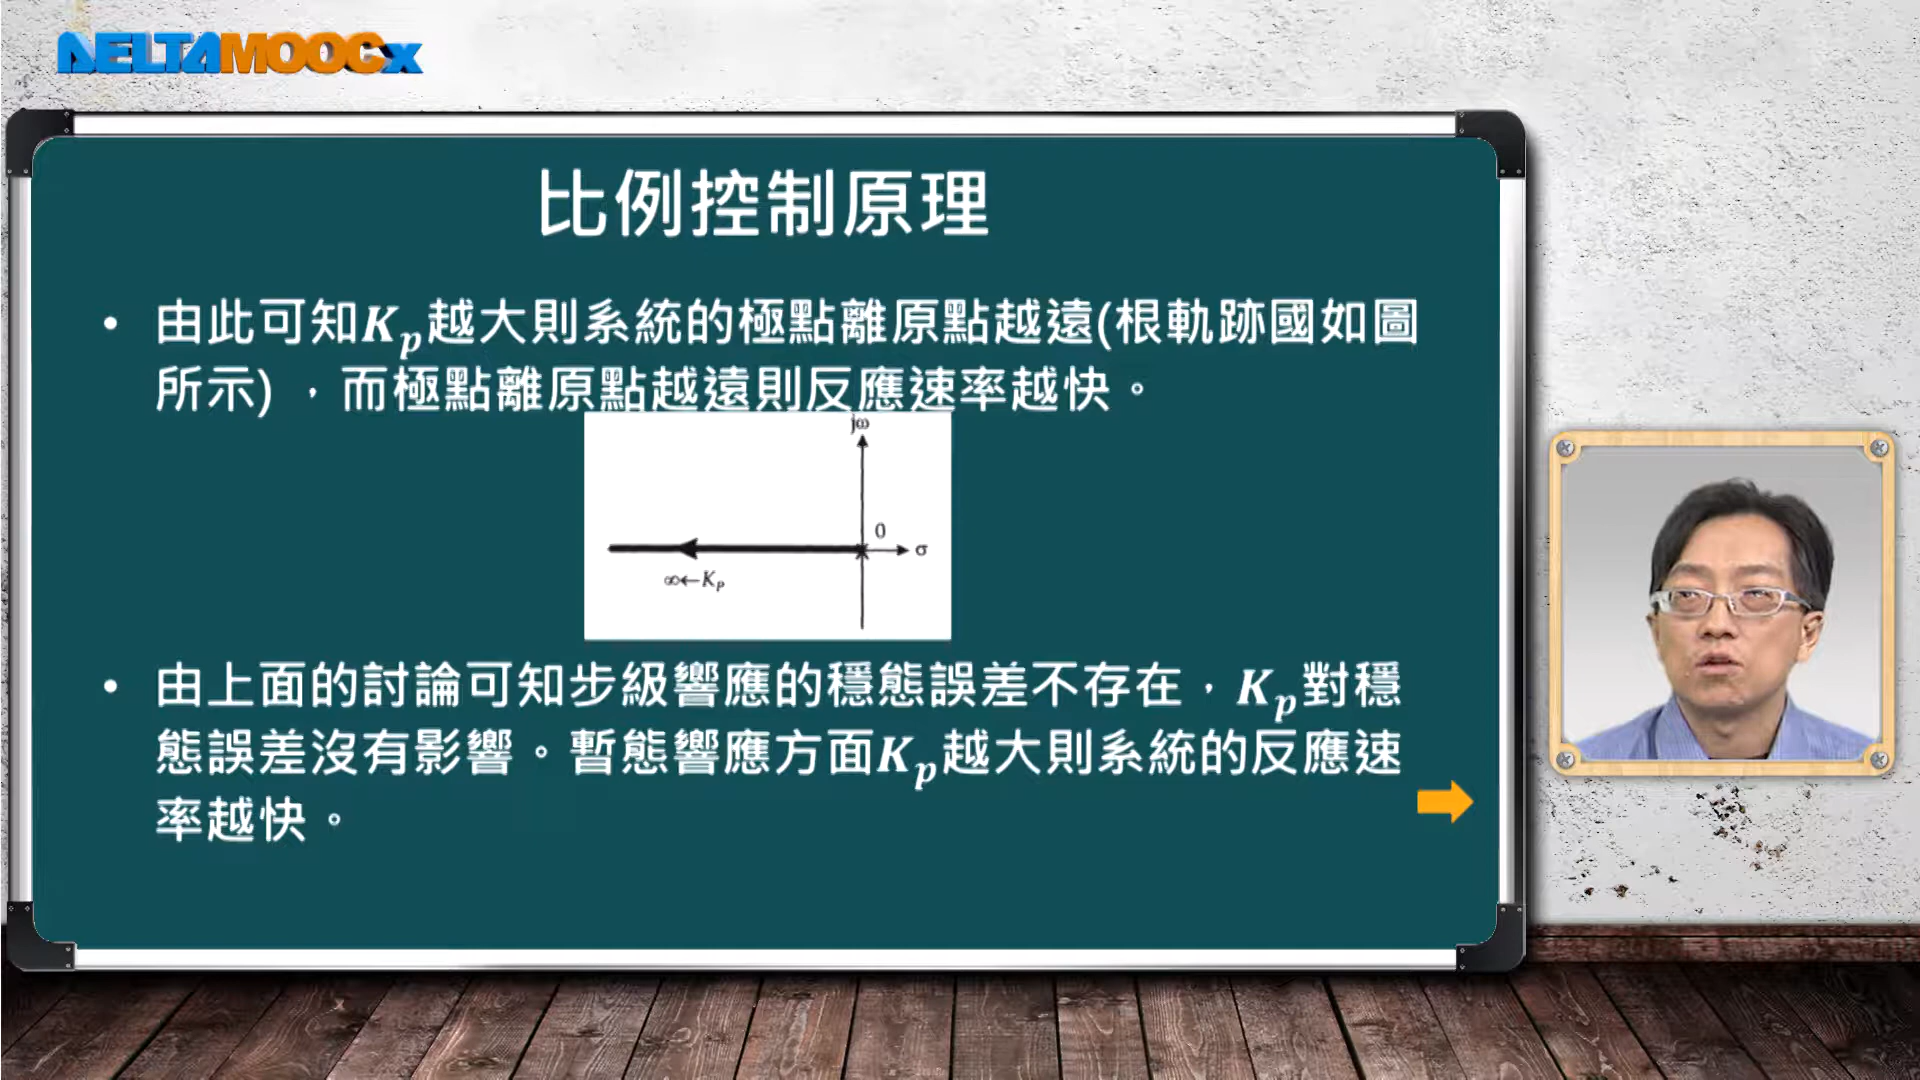 DELTAMOOCx
比例控制原理
• 由此可知Kp越大則系統的極點離原點越遠(根軌跡國如圖
所示) ，而極點離原點越遠則反應速率越快。
jω
0
σ
∞←Kp
• 由上面的討論可知步級響應的穩態誤差不存在，Kp對穩
態誤差沒有影響。暫態響應方面Kp越大則系統的反應速
率越快。